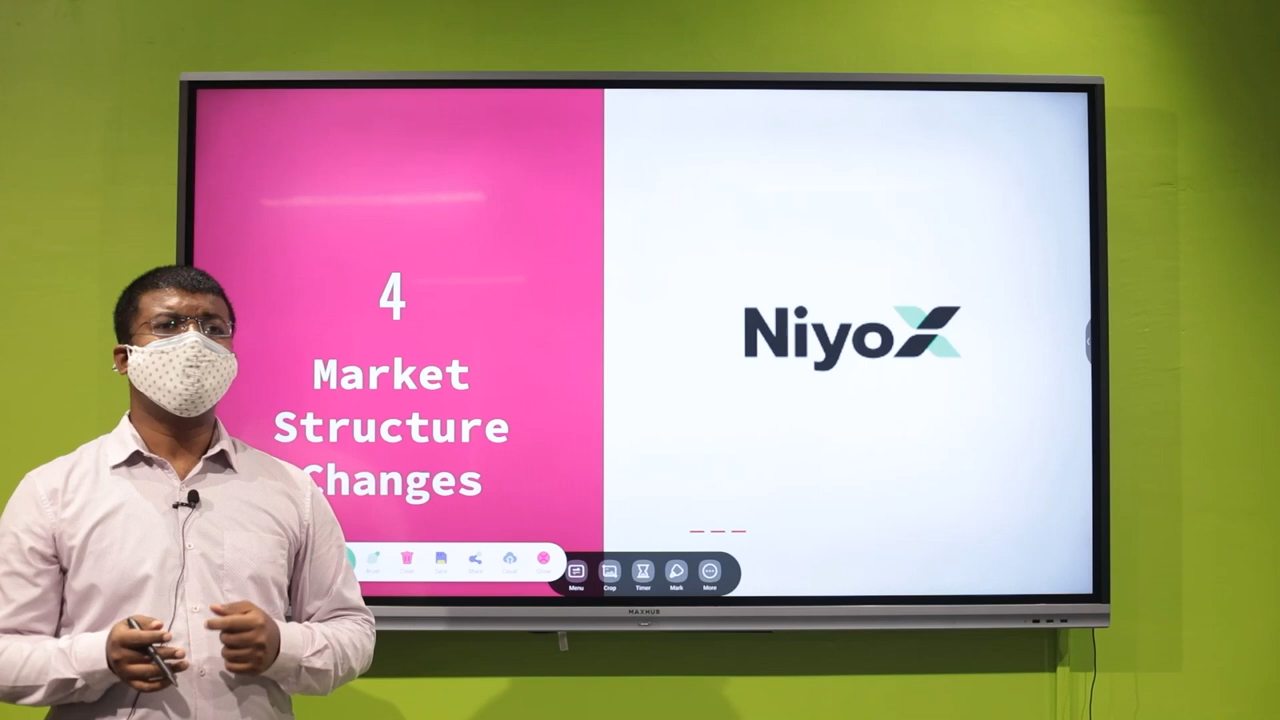 4
Market
Structure
Changes
NiyoX
Menu
Crop
Timer
Mark
More
MAXHUB